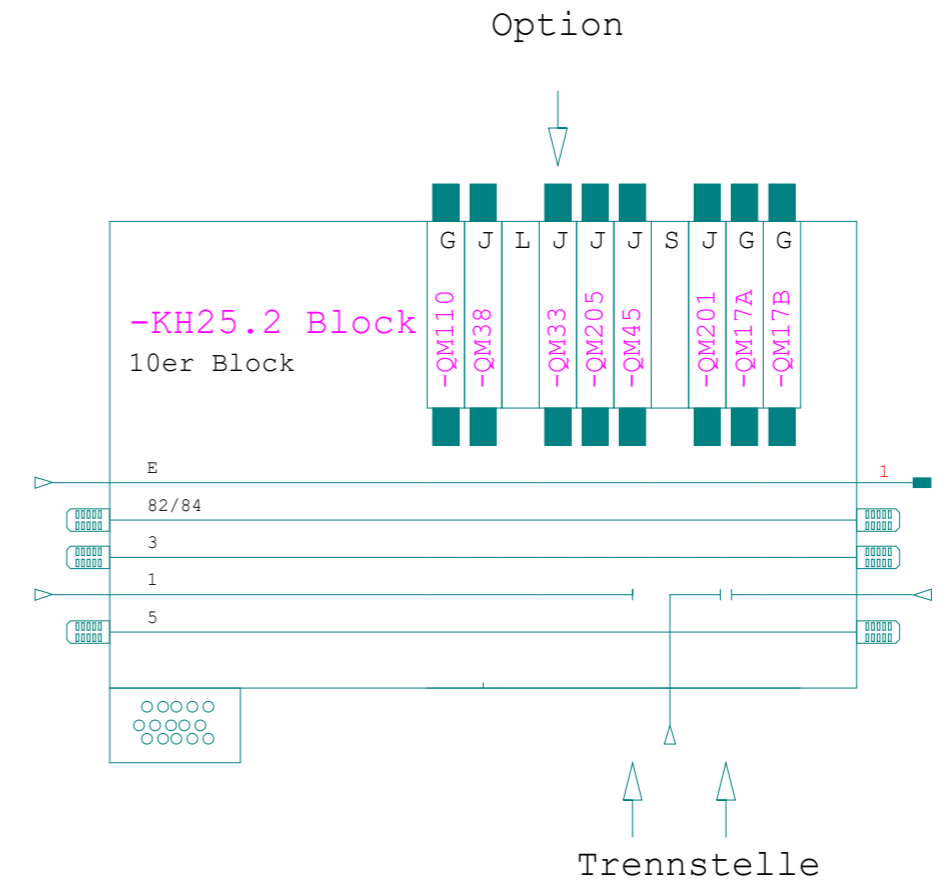 Option
G J L J J J S J G G
-QM110
-QM38
-QM33
-QM205
-QM45
-QM201
-QM17A
-QM17B
-KH25.2 Block
10er Block
E
1
82/84
3
1
5
Trennstelle